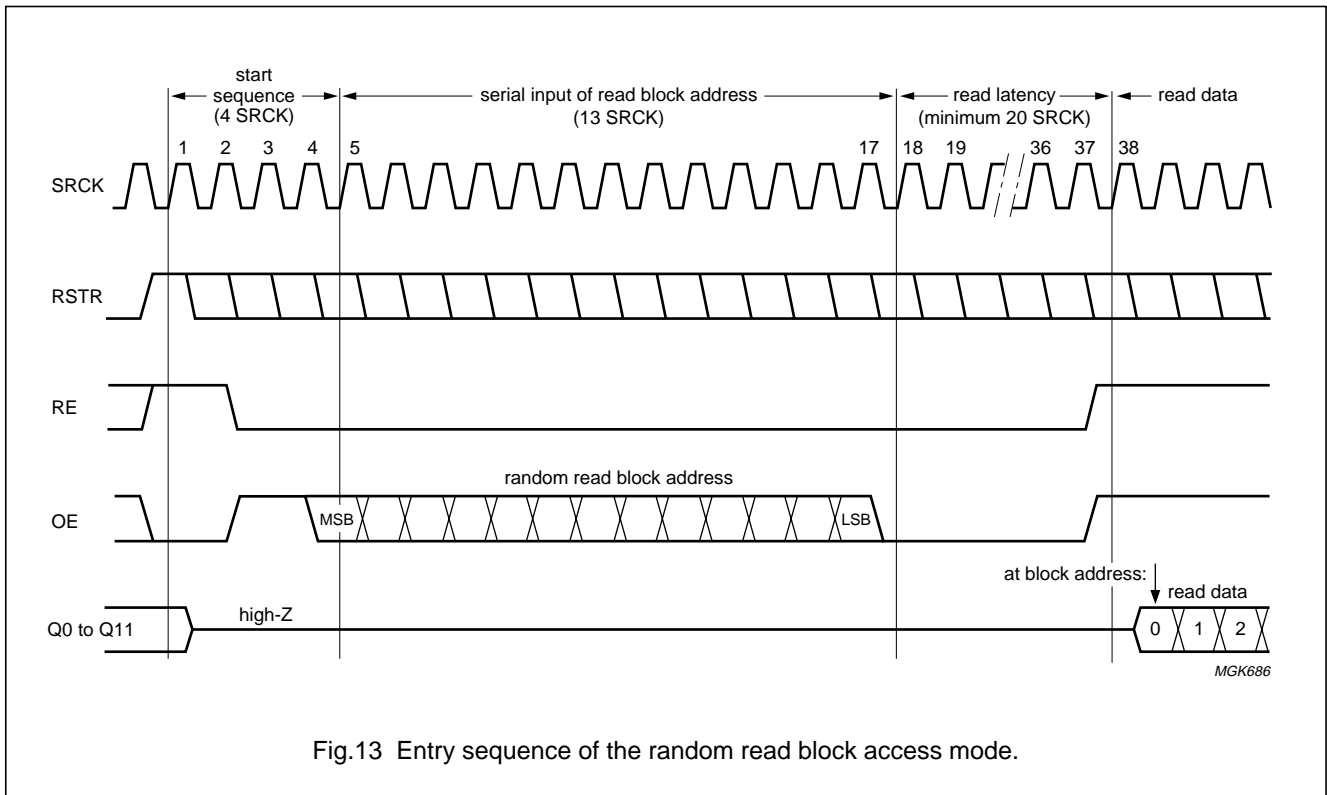 start
sequence
(4 SRCK)
serial input of read block address
(13 SRCK)
read latency
(minimum 20 SRCK)
read data
1 2 3 4 5 17 18 19 36 37 38
SRCK
RSTR
RE
random read block address
OE
MSB
LSB
at block address:
read data
high-Z
Q0 to Q11
0 1 2
MGK686
Fig.13 Entry sequence of the random read block access mode.